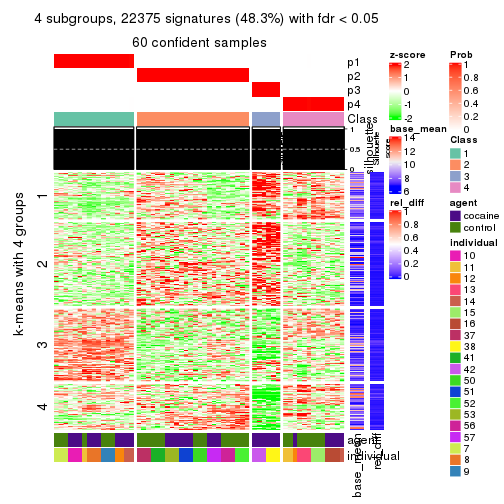 4 subgroups, 22375 signatures (48.3%) with fdr < 0.05
60 confident samples
p1
p2
p3
p4
Class
silhouette
1
0.5
0
silhouette
score
k-means with 4 groups
1
2
3
4
agent
individual
base_mean
rel_diff
z-score
2
1
0
-1
-2
base_mean
14
12
10
8
6
rel_diff
1
0.8
0.6
0.4
0.2
0
Prob
1
0.8
0.6
0.4
0.2
0
Class
1
2
3
4
agent
cocaine
control
individual
10
11
12
13
14
15
16
37
38
41
42
50
51
52
53
56
57
7
8
9